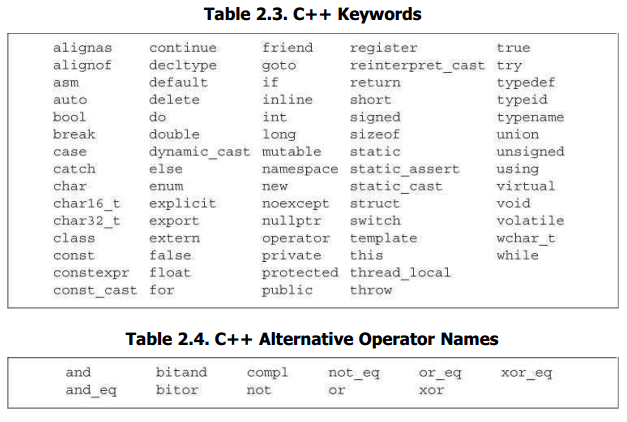 Table 2.3. C++ Keywords
alignas continue friend register true
alignof decltype goto reinterpret_cast try
asm default if return typedef
auto delete inline short typeid
bool do int signed typename
break double long sizeof union
case dynamic_cast mutable static unsigned
catch else namespace static_assert using
char enum new static_cast virtual
char16_t explicit noexcept struct void
char32_t export nullptr switch volatile
class extern operator template wchar_t
const false private this while
constexpr float protected thread_local
const_cast for public throw
Table 2.4. C++ Alternative Operator Names
and bitand compl not_eq or_eq xor_eq
and_eq bitor not or xor